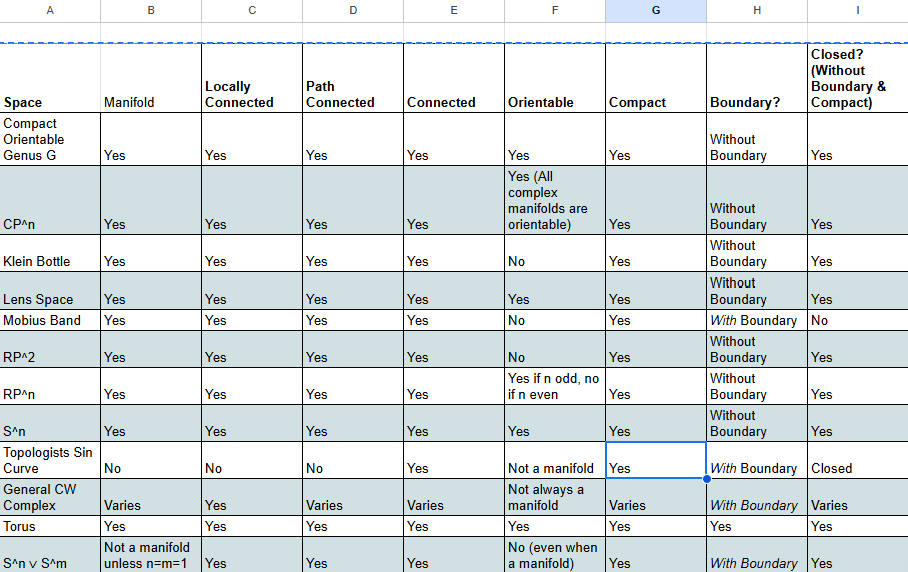 A B C D E F G H I
Space Manifold Locally Connected Path Connected Connected Orientable Compact Boundary? Closed? (Without Boundary & Compact)
Compact Orientable Genus G Yes Yes Yes Yes Yes Yes Without Boundary Yes
CP^n Yes Yes Yes Yes Yes (All complex manifolds are orientable) Yes Without Boundary Yes
Klein Bottle Yes Yes Yes Yes No Yes Without Boundary Yes
Lens Space Yes Yes Yes Yes Yes Yes Without Boundary Yes
Mobius Band Yes Yes Yes Yes No Yes With Boundary No
RP^2 Yes Yes Yes Yes No Yes Without Boundary Yes
RP^n Yes Yes Yes Yes Yes if n odd, no if n even Yes Without Boundary Yes
S^n Yes Yes Yes Yes Yes Yes Without Boundary Yes
Topologists Sin Curve No No No Yes Not a manifold Yes With Boundary Closed
General CW Complex Varies Yes Varies Varies Not always a manifold Varies With Boundary Varies
Torus Yes Yes Yes Yes Yes Yes Yes Yes
S^n v S^m Not a manifold unless n=m=1 Yes Yes Yes No (even when a manifold) Yes With Boundary Yes